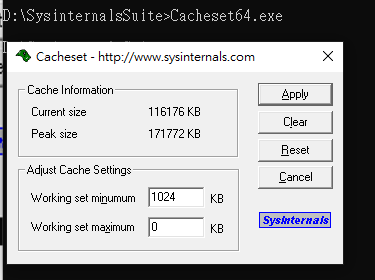 D:\SysinternalsSuite>Cacheset64.exe
Cacheset - http://www.sysinternals.com
Cache Information
Current size 116176 KB
Peak size 171772 KB
Adjust Cache Settings
Working set minumum 1024 KB
Working set maximum 0 KB
Apply
Clear
Reset
Cancel
SysInternals